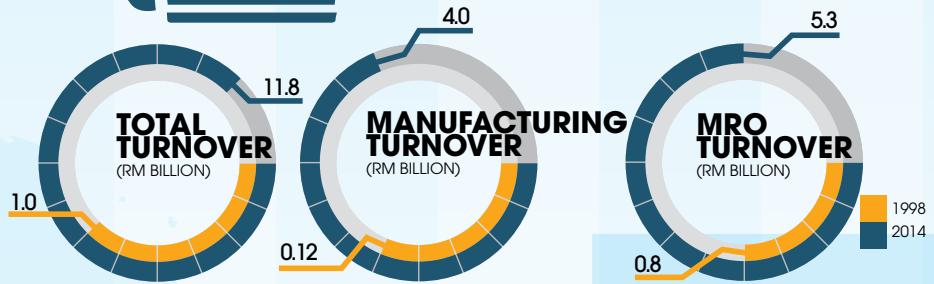 4.0
5.3
11.8
TOTAL
TURNOVER
(RM BILLION)
MANUFACTURING
TURNOVER
(RM BILLION)
MRO
TURNOVER
(RM BILLION)
1.0
0.12
0.8
1998
2014